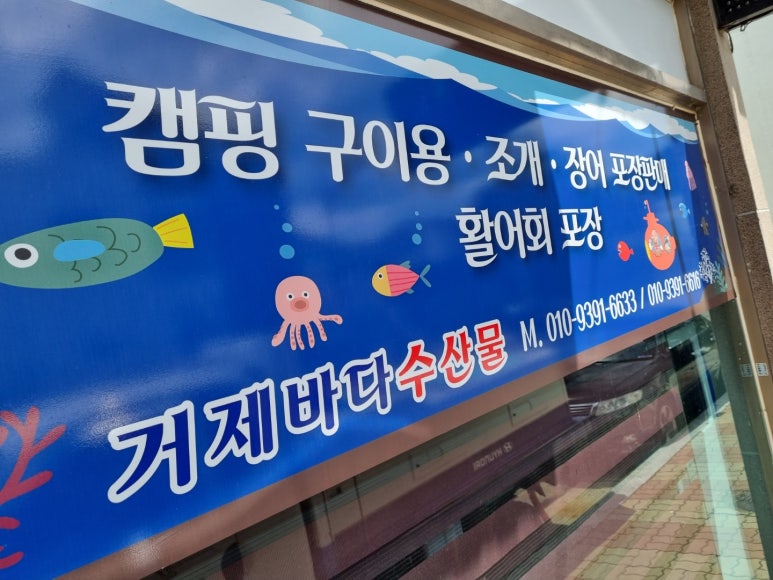 캠핑 구이용 · 조개 · 장어 포장판매
활어회 포장
거제바다수산물 M. 010-9391-6633 / 010-9391-6616
HYUNDAI